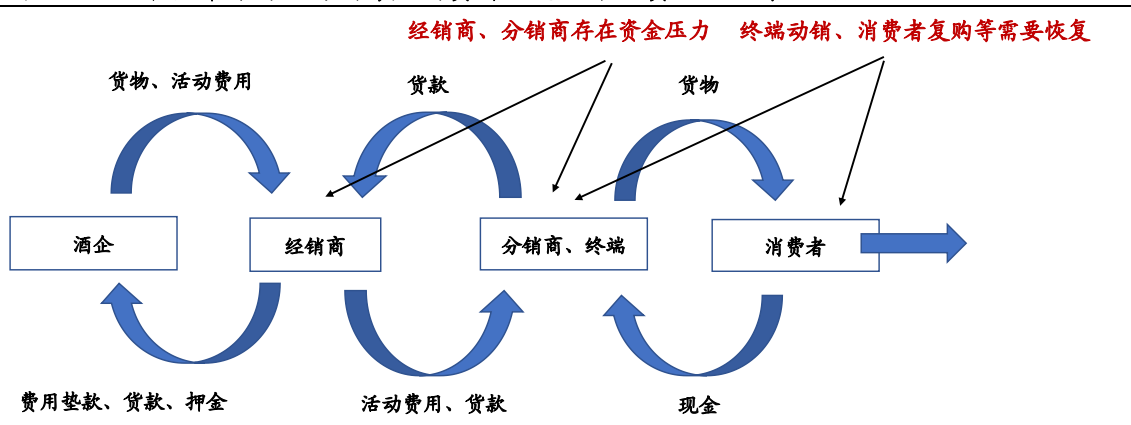 经销商、分销商存在资金压力 终端动销、消费者复购等需要恢复
货物、活动费用 货款 货物
酒企 经销商 分销商、终端 消费者
费用垫款、货款、押金 活动费用、货款 现金